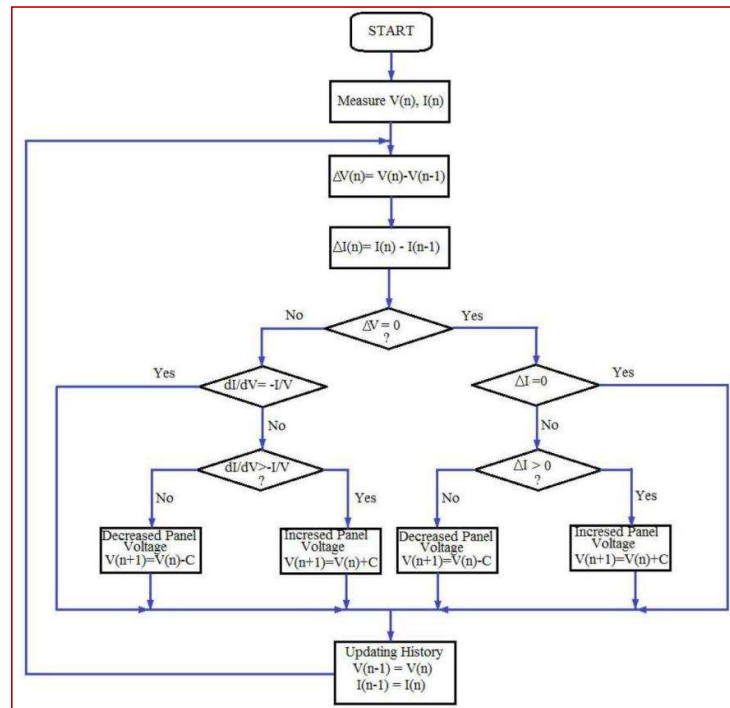 START
Measure V(n), I(n)
ΔV(n)= V(n)-V(n-1)
ΔI(n)= I(n) - I(n-1)
No
ΔV = 0
?
Yes
Yes
dI/dV= -I/V
ΔI =0
Yes
No
No
dI/dV>-I/V
?
ΔI > 0
?
No
Yes
No
Yes
Decreased Panel
Voltage
V(n+1)=V(n)-C
Incresed Panel
Voltage
V(n+1)=V(n)+C
Decreased Panel
Voltage
V(n+1)=V(n)-C
Incresed Panel
Voltage
V(n+1)=V(n)+C
Updating History
V(n-1) = V(n)
I(n-1) = I(n)